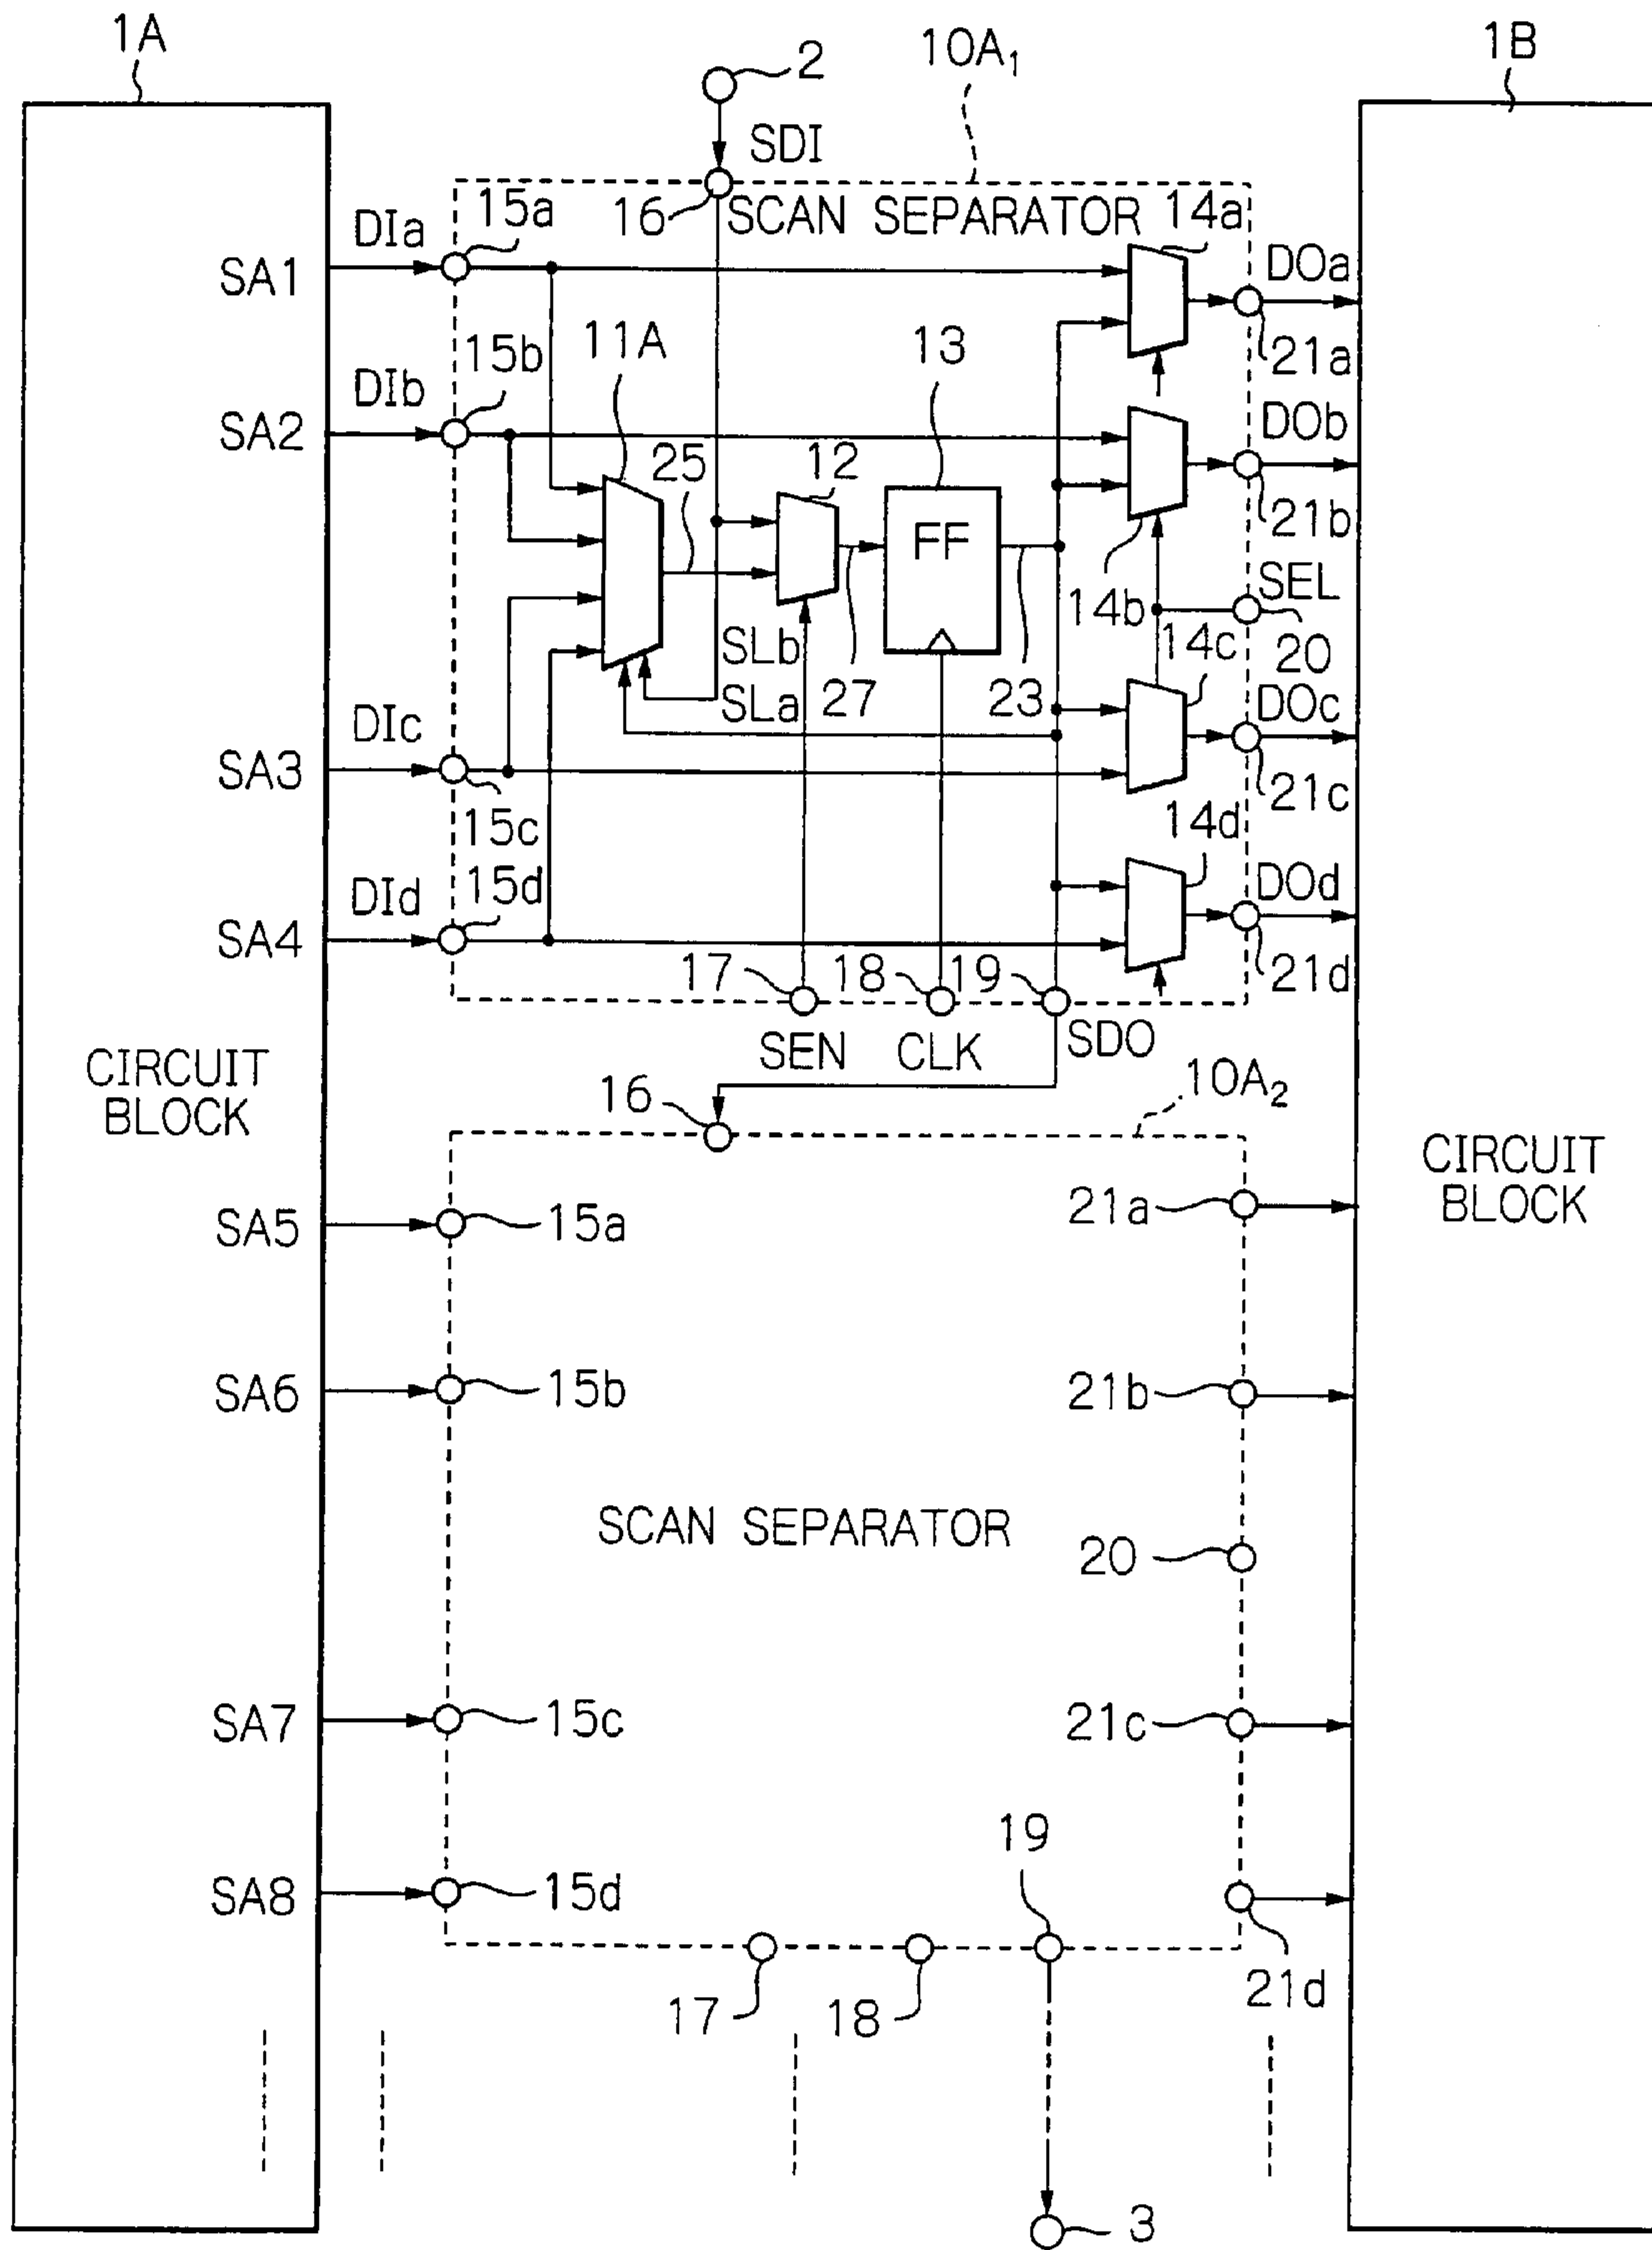 1A
2
10A₁
1B
SDI
16
SCAN SEPARATOR
14a
DIa
15a
SA1
DOa
21a
11A
13
15b
DIb
SA2
25
12
DOb
21b
FF
14b
SEL
20
14c
SLb
SLa
27
23
DOc
21c
DIc
SA3
15c
14d
DId
15d
SA4
DOd
21d
17
18
19
SEN
CLK
SDO
CIRCUIT
BLOCK
16
10A₂
CIRCUIT
BLOCK
SA5
15a
21a
SA6
15b
21b
SCAN SEPARATOR
20
SA7
15c
21c
19
SA8
15d
21d
17
18
3